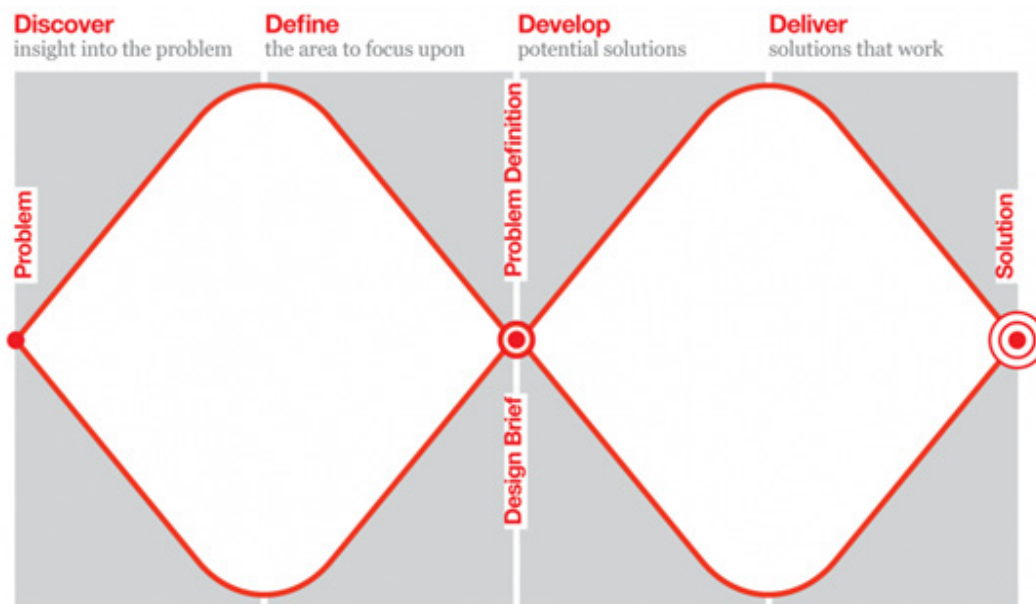 Discover
insight into the problem
Define
the area to focus upon
Develop
potential solutions
Deliver
solutions that work
Problem
Problem Definition
Design Brief
Solution